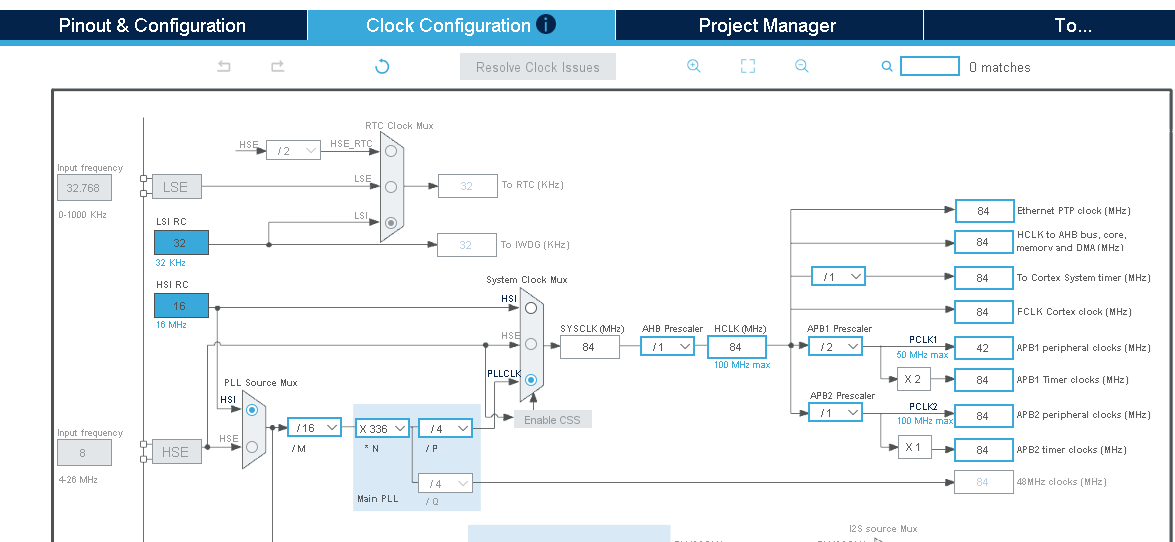 Pinout & Configuration
Clock Configuration
Project Manager
To...
Resolve Clock Issues
0 matches
RTC Clock Mux
HSE
/ 2
HSE_RTC
Input frequency
32.768
0-1000 KHz
LSE
LSE
32
To RTC (KHz)
LSI RC
32
32 KHz
LSI
32
To IWDG (KHz)
HSI RC
16
16 MHz
System Clock Mux
HSI
HSE
PLLCLK
SYSCLK (MHz)
84
AHB Prescaler
/ 1
HCLK (MHz)
84
100 MHz max
84
Ethernet PTP clock (MHz)
84
HCLK to AHB bus, core,
memory and DMA (MHz)
/ 1
84
To Cortex System timer (MHz)
84
FCLK Cortex clock (MHz)
APB1 Prescaler
/ 2
PCLK1
50 MHz max
42
APB1 peripheral clocks (MHz)
X 2
84
APB1 Timer clocks (MHz)
APB2 Prescaler
/ 1
PCLK2
100 MHz max
84
APB2 peripheral clocks (MHz)
X 1
84
APB2 timer clocks (MHz)
84
48MHz clocks (MHz)
PLL Source Mux
HSI
HSE
Input frequency
8
4-26 MHz
HSE
/ 16
/ M
X 336
* N
/ 4
/ P
Enable CSS
/ 4
/ Q
Main PLL
I2S source Mux